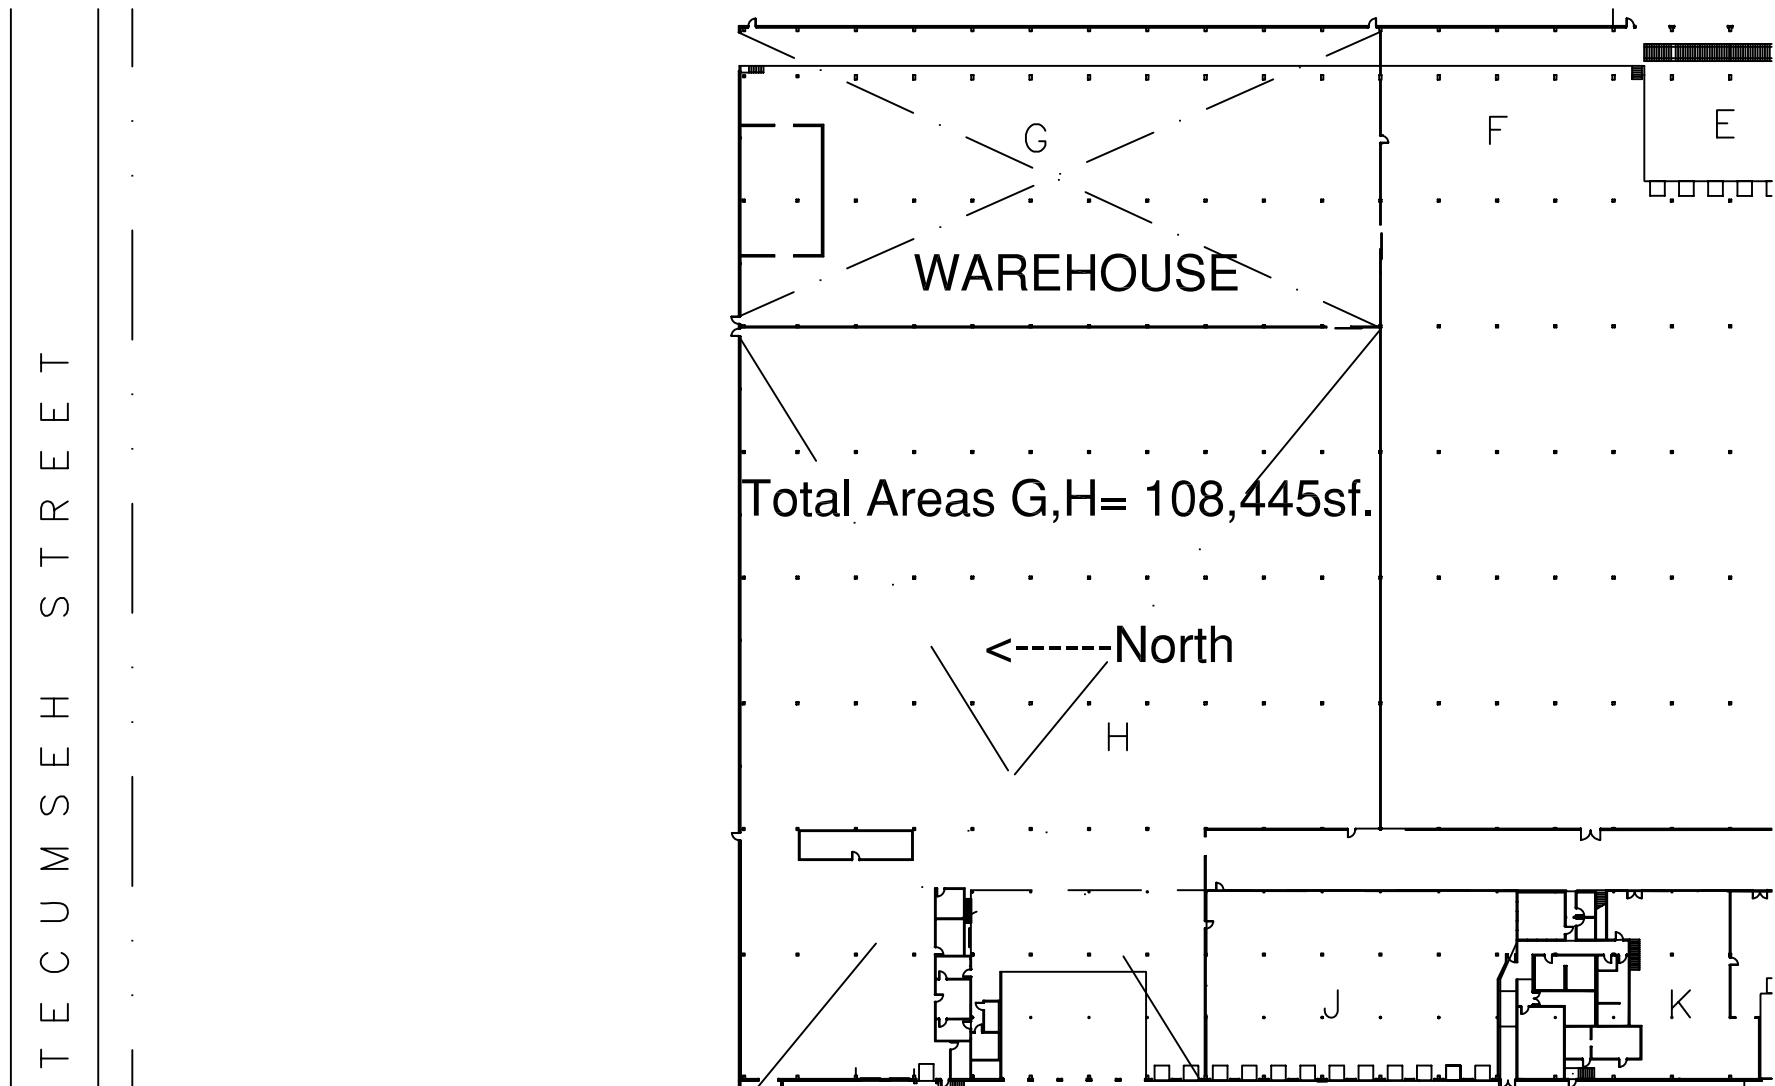 G
F
E
WAREHOUSE
Total Areas G,H= 108,445sf.
<------North
H
J
K
TECUMSEH STREET